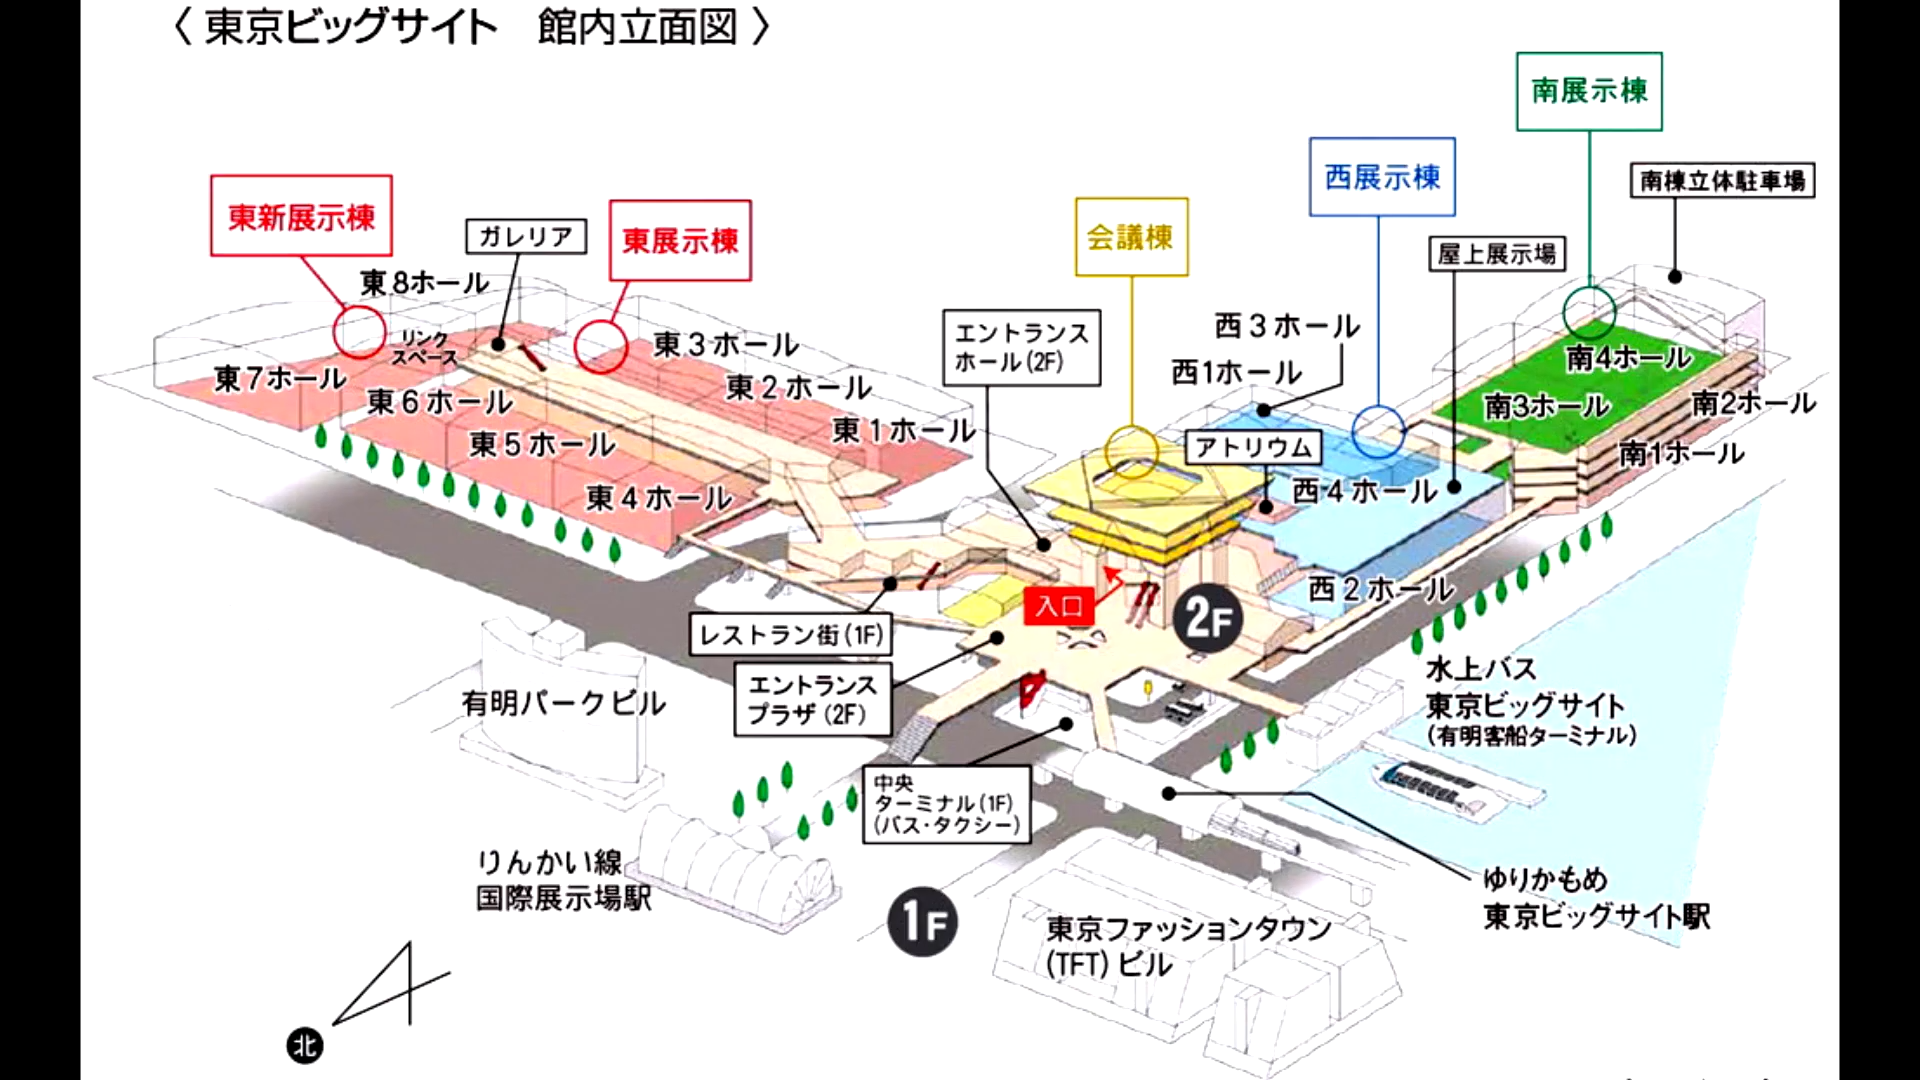 〈 東京ビッグサイト　館内立面図 〉
南展示棟
西展示棟
南棟立体駐車場
東新展示棟
ガレリア
東展示棟
会議棟
屋上展示場
東8ホール
リンク
スペース
東3ホール
エントランス
ホール(2F)
西3ホール
西1ホール
南4ホール
東7ホール
東6ホール
東2ホール
南3ホール
南2ホール
東5ホール
東1ホール
アトリウム
南1ホール
東4ホール
西4ホール
西2ホール
入口
2F
レストラン街(1F)
エントランス
プラザ(2F)
有明パークビル
水上バス
東京ビッグサイト
(有明客船ターミナル)
中央
ターミナル(1F)
(バス・タクシー)
りんかい線
国際展示場駅
ゆりかもめ
東京ビッグサイト駅
1F
東京ファッションタウン
(TFT)ビル
北